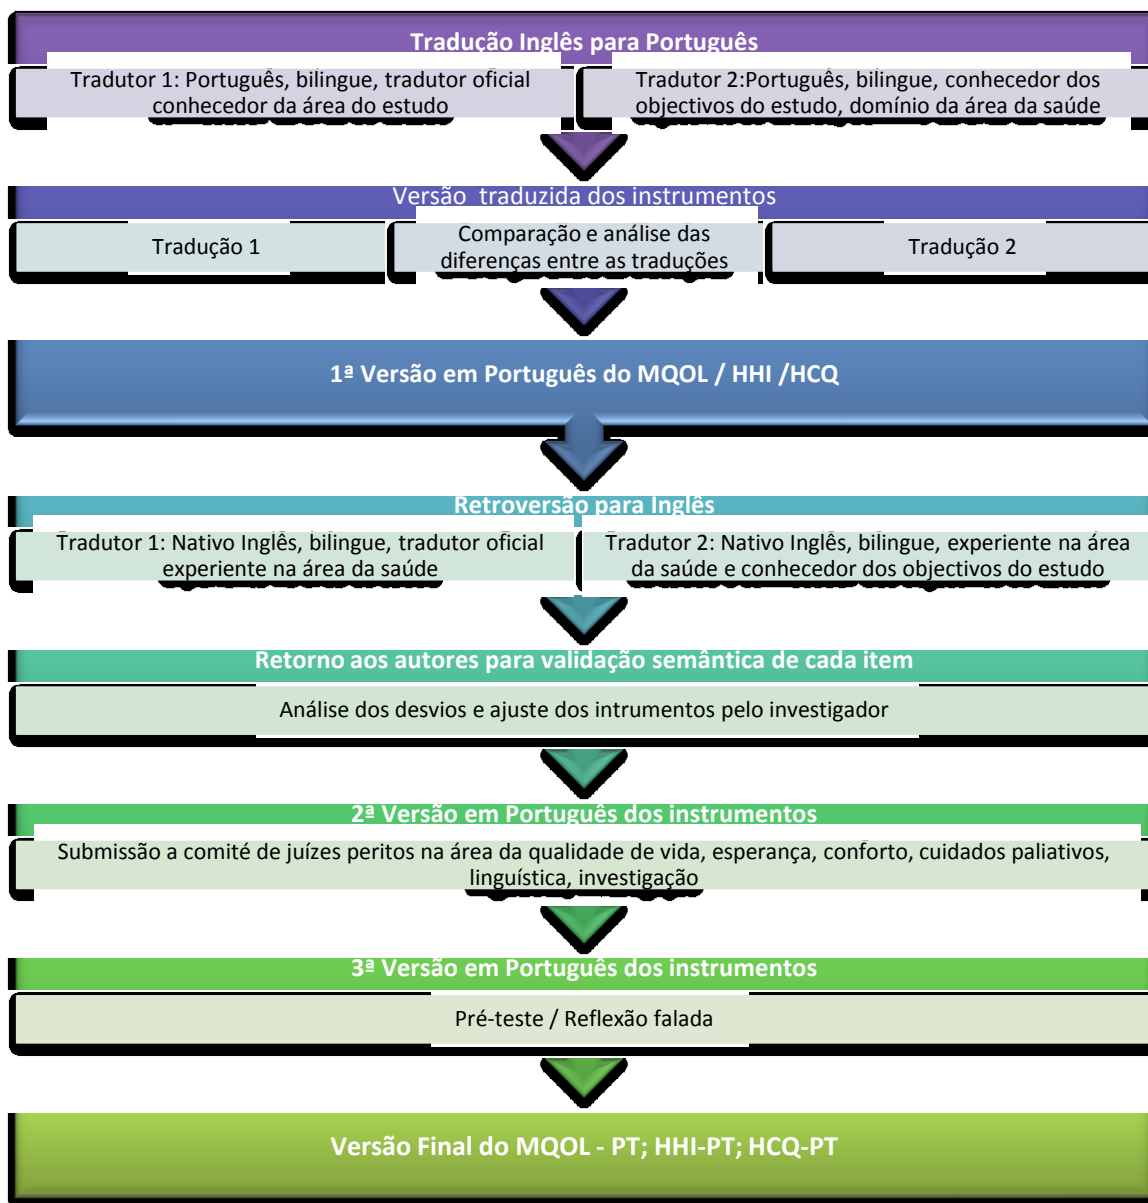 Tradução Inglês para Português
Tradutor 1: Português, bilingue, tradutor oficial
conhecedor da área do estudo
Tradutor 2:Português, bilingue, conhecedor dos
objectivos do estudo, domínio da área da saúde
Versão traduzida dos instrumentos
Tradução 1
Comparação e análise das
diferenças entre as traduções
Tradução 2
1ª Versão em Português do MQOL / HHI /HCQ
Retroversão para Inglês
Tradutor 1: Nativo Inglês, bilingue, tradutor oficial
experiente na área da saúde
Tradutor 2: Nativo Inglês, bilingue, experiente na área
da saúde e conhecedor dos objectivos do estudo
Retorno aos autores para validação semântica de cada item
Análise dos desvios e ajuste dos intrumentos pelo investigador
2ª Versão em Português dos instrumentos
Submissão a comité de juízes peritos na área da qualidade de vida, esperança, conforto, cuidados paliativos,
linguística, investigação
3ª Versão em Português dos instrumentos
Pré-teste / Reflexão falada
Versão Final do MQOL - PT; HHI-PT; HCQ-PT